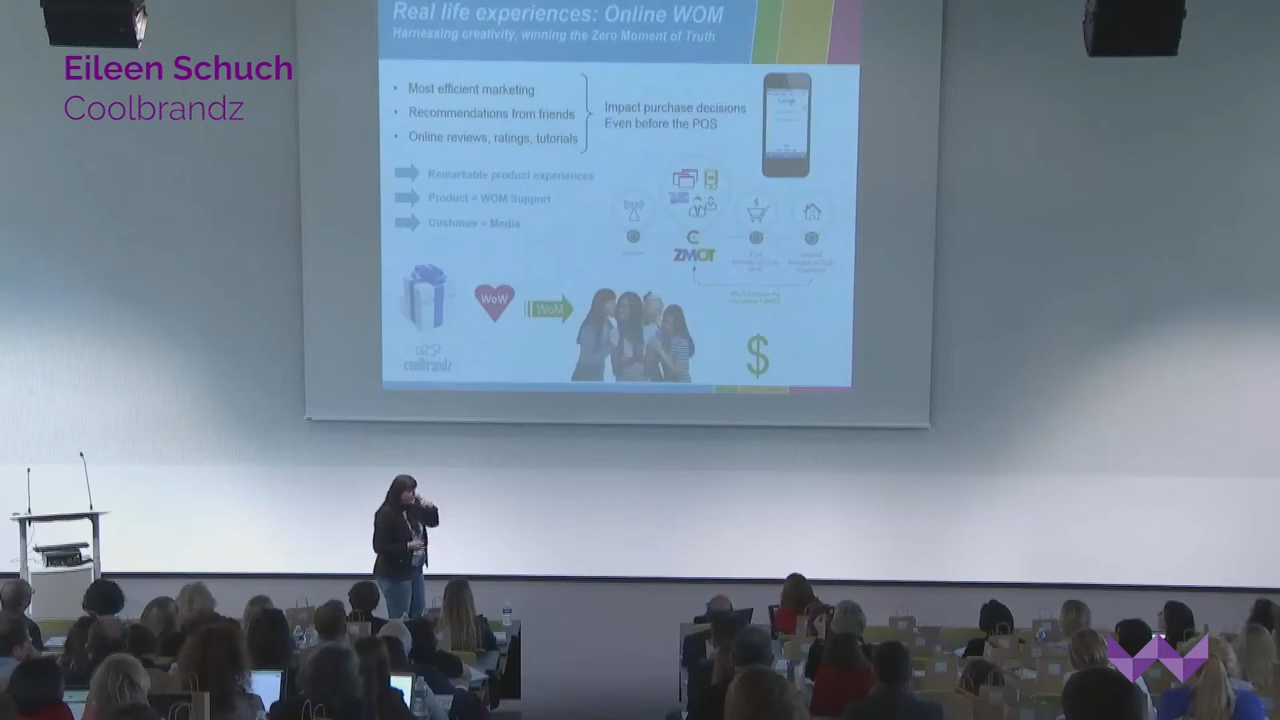 Real life experiences: Online WOM
Harnessing creativity, winning the Zero Moment of Truth
Eileen Schuch
Coolbrandz
• Most efficient marketing
• Recommendations from friends
• Online reviews, ratings, tutorials
Impact purchase decisions
Even before the POS
Google
Remarkable product experiences
Product = WOM Support
Customer = Media
ZMOT
WoW
WoM
$
coolbrandz